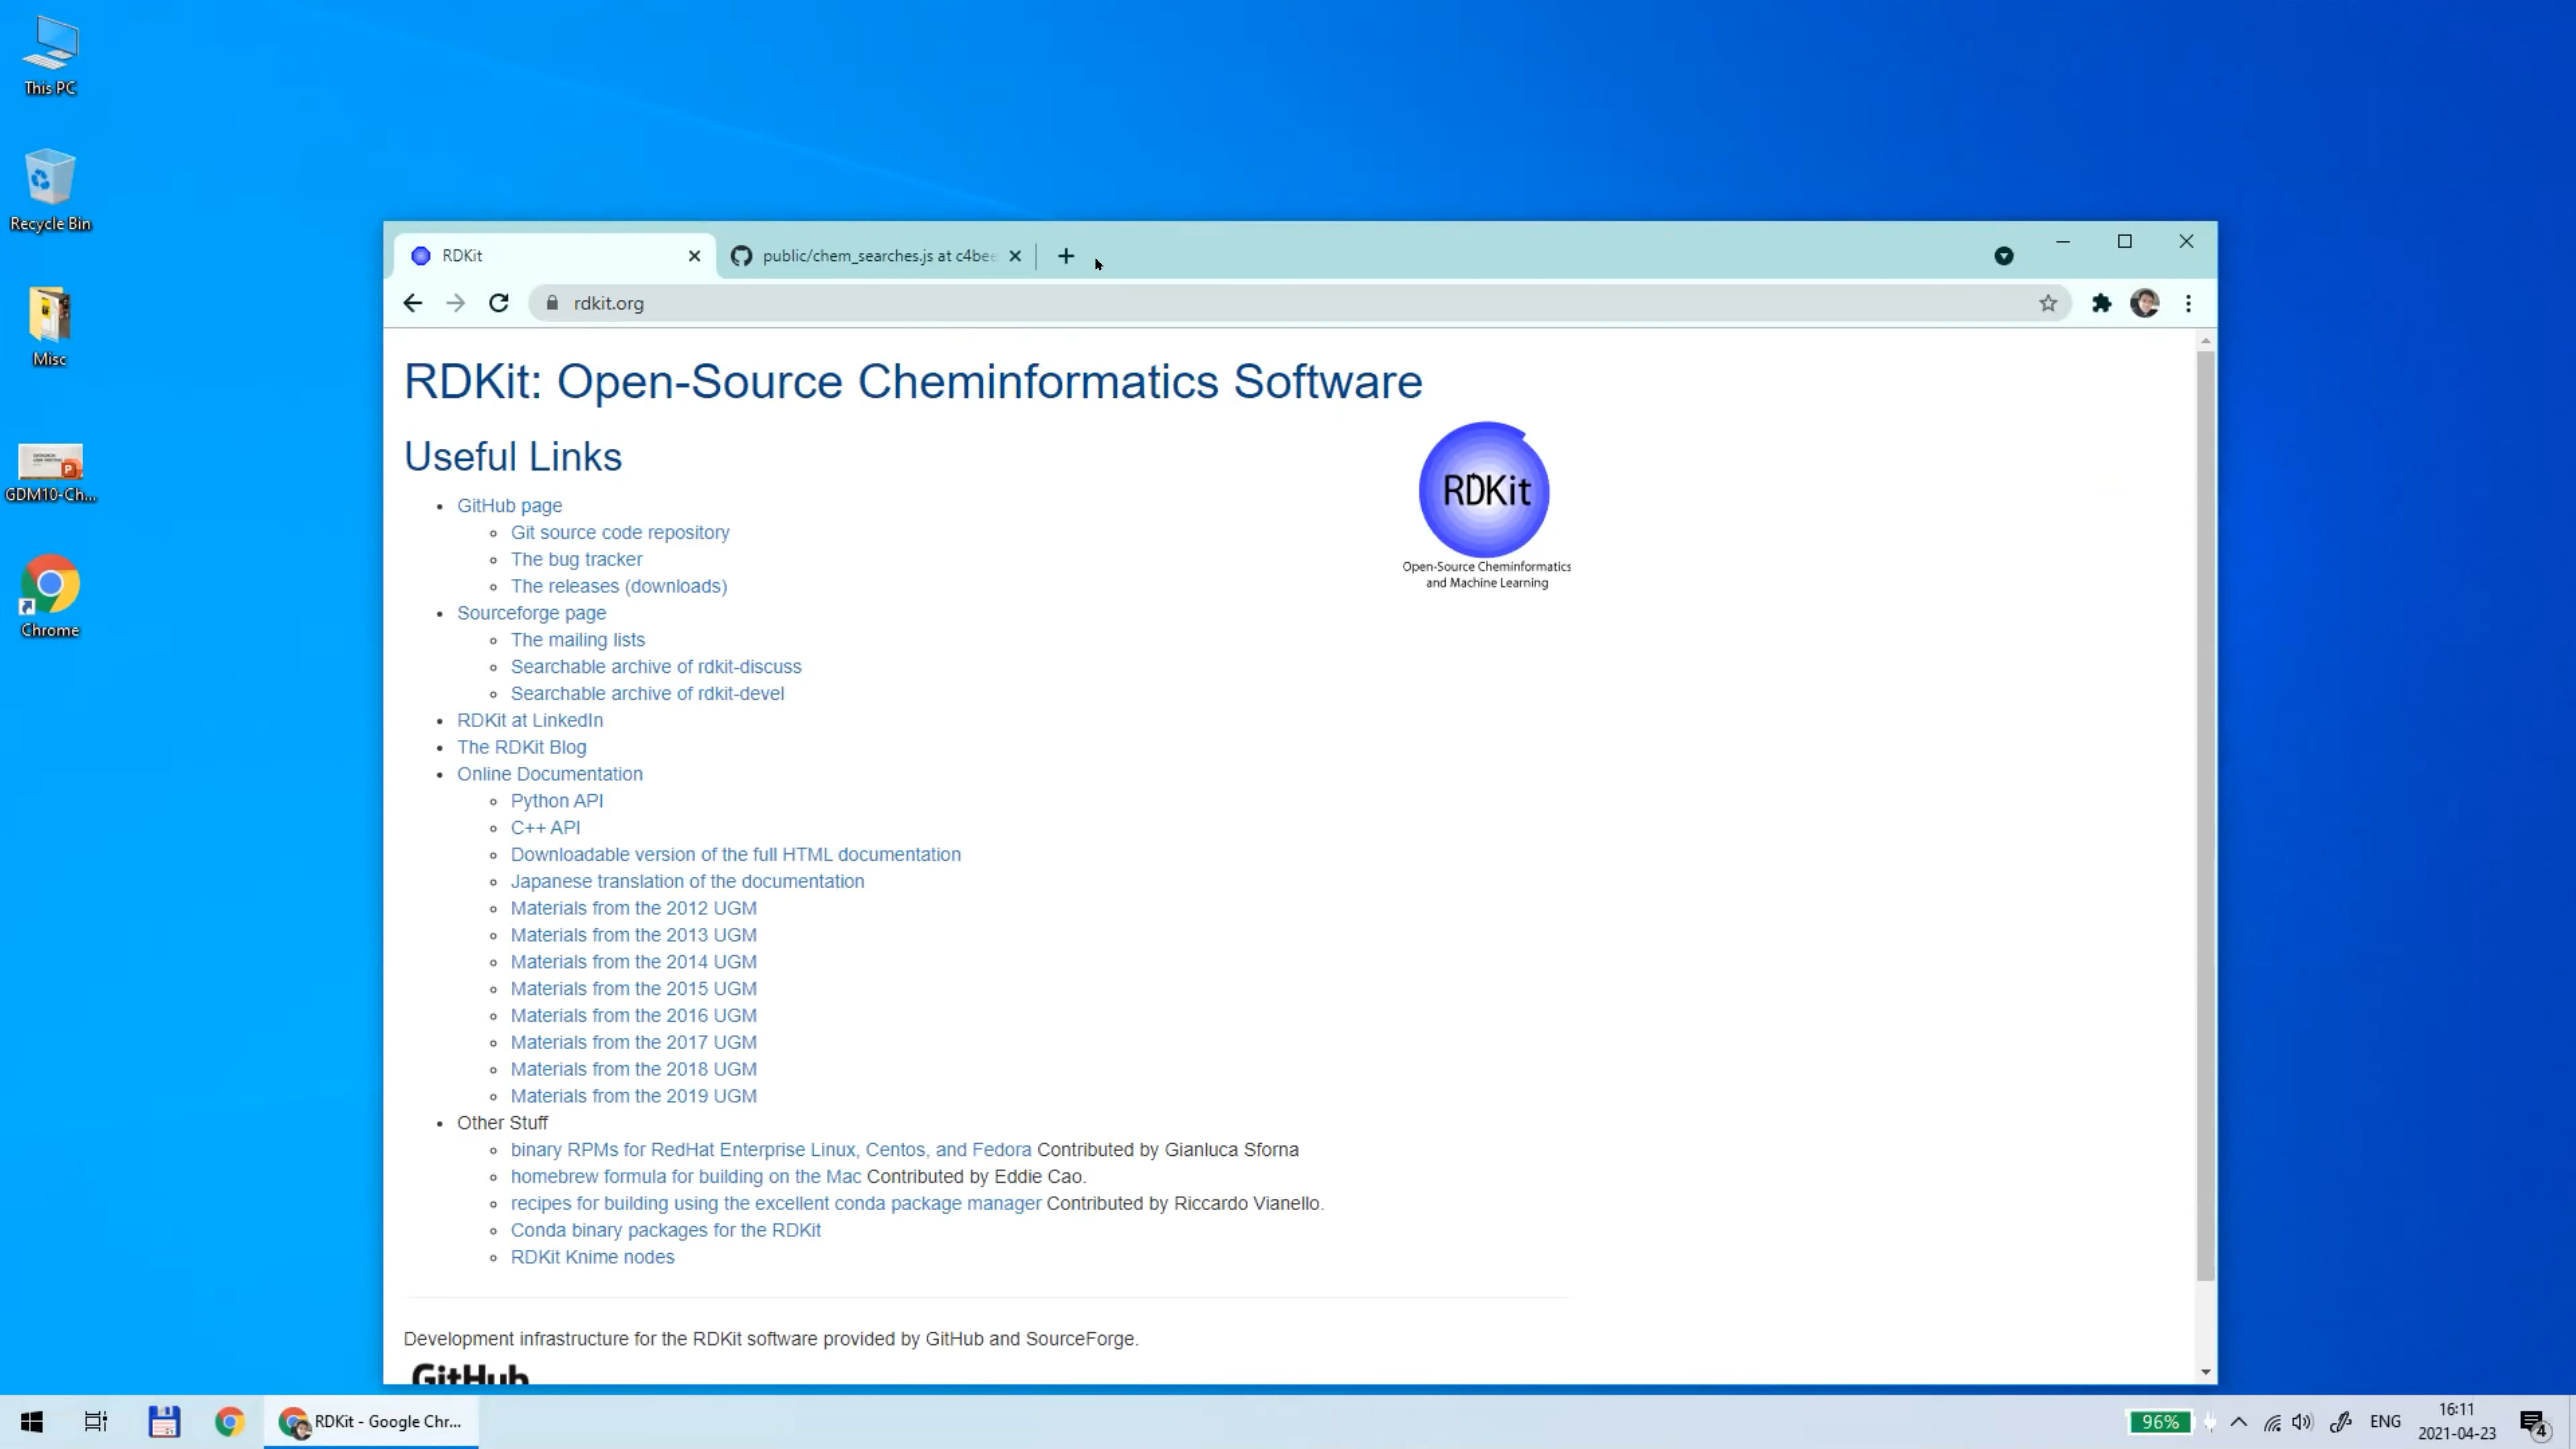 This PC
Recycle Bin
Misc
GDM10-Ch...
Chrome
RDKit
public/chem_searches.js at c4bee
rdkit.org
RDKit: Open-Source Cheminformatics Software
Useful Links
GitHub page
Git source code repository
The bug tracker
The releases (downloads)
Sourceforge page
The mailing lists
Searchable archive of rdkit-discuss
Searchable archive of rdkit-devel
RDKit at LinkedIn
The RDKit Blog
Online Documentation
Python API
C++ API
Downloadable version of the full HTML documentation
Japanese translation of the documentation
Materials from the 2012 UGM
Materials from the 2013 UGM
Materials from the 2014 UGM
Materials from the 2015 UGM
Materials from the 2016 UGM
Materials from the 2017 UGM
Materials from the 2018 UGM
Materials from the 2019 UGM
Other Stuff
binary RPMs for RedHat Enterprise Linux, Centos, and Fedora Contributed by Gianluca Sforna
homebrew formula for building on the Mac Contributed by Eddie Cao.
recipes for building using the excellent conda package manager Contributed by Riccardo Vianello.
Conda binary packages for the RDKit
RDKit Knime nodes
RDKit
Open-Source Cheminformatics
and Machine Learning
Development infrastructure for the RDKit software provided by GitHub and SourceForge.
GitHub
RDKit - Google Chr...
96%
ENG
16:11
2021-04-23
4